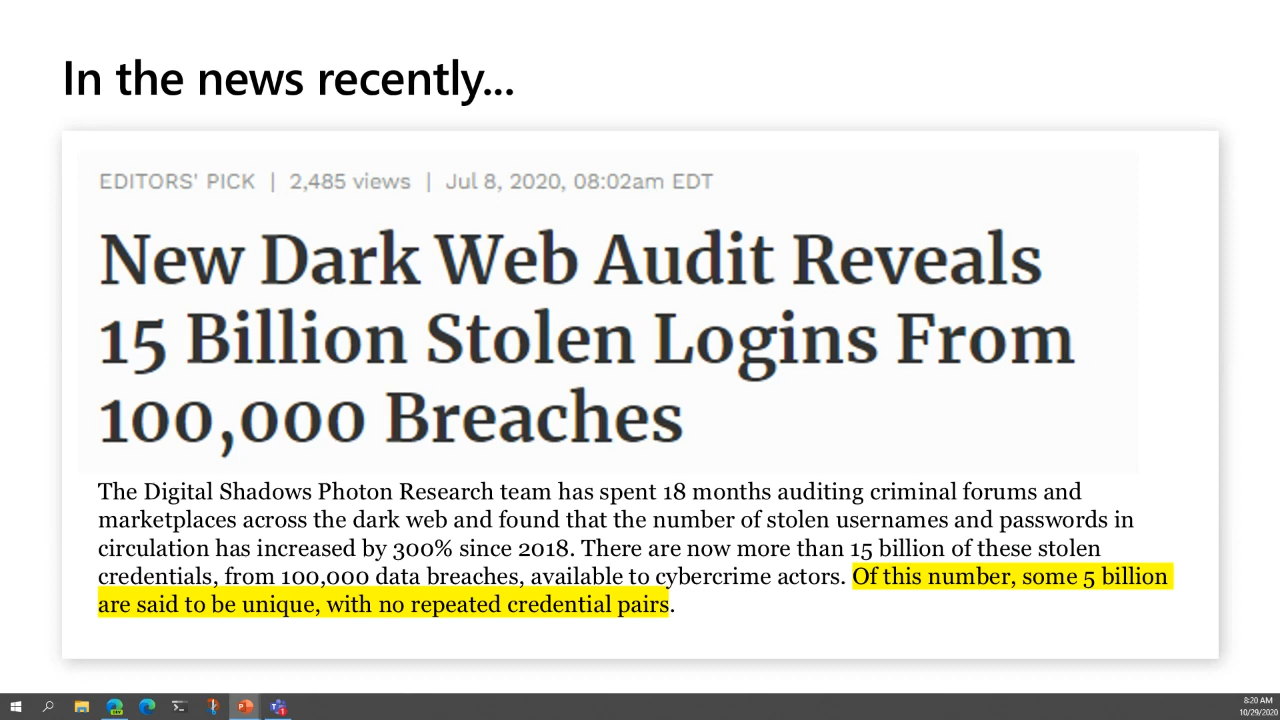 In the news recently...
EDITORS' PICK | 2,485 views | Jul 8, 2020, 08:02am EDT
New Dark Web Audit Reveals
15 Billion Stolen Logins From
100,000 Breaches
The Digital Shadows Photon Research team has spent 18 months auditing criminal forums and
marketplaces across the dark web and found that the number of stolen usernames and passwords in
circulation has increased by 300% since 2018. There are now more than 15 billion of these stolen
credentials, from 100,000 data breaches, available to cybercrime actors. Of this number, some 5 billion
are said to be unique, with no repeated credential pairs.
8:20 AM
10/29/2020